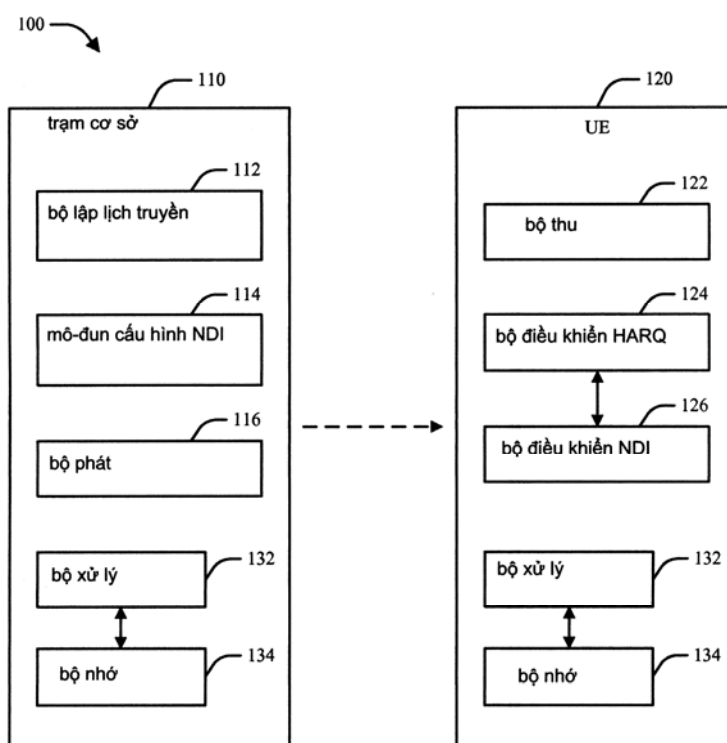 100
110
trạm cơ sở
112
bộ lập lịch truyền
114
mô-đun cấu hình NDI
116
bộ phát
bộ xử lý
132
bộ nhớ
134
120
UE
122
bộ thu
124
bộ điều khiển HARQ
126
bộ điều khiển NDI
bộ xử lý
132
bộ nhớ
134